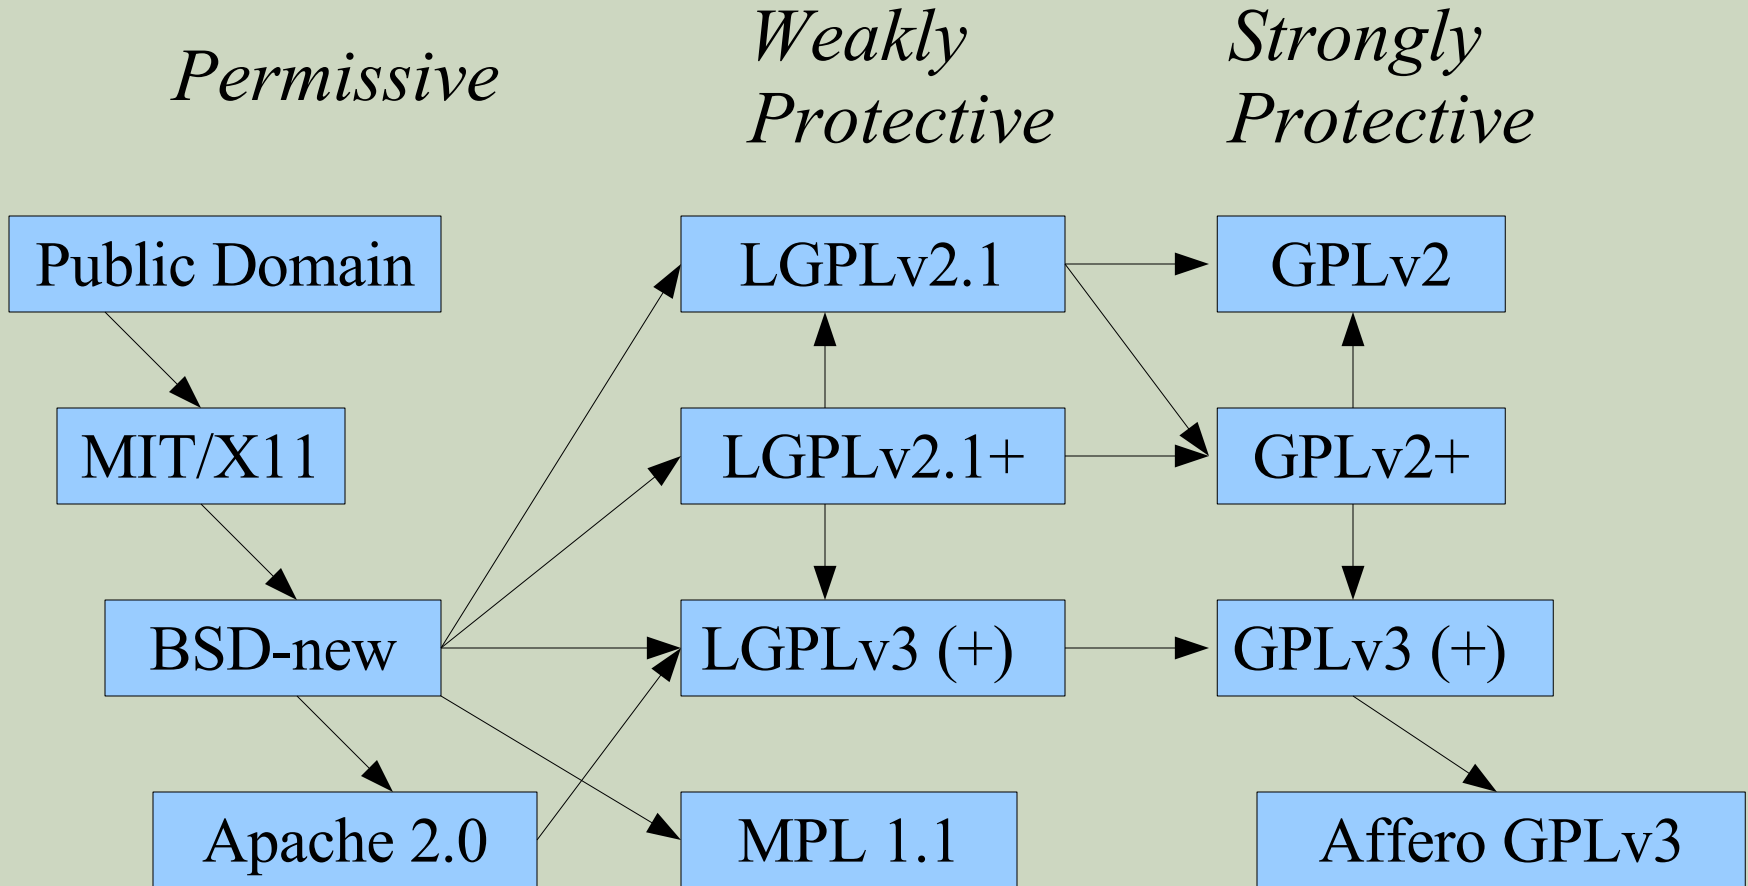 Permissive
Weakly
Protective
Strongly
Protective
Public Domain
LGPLv2.1
GPLv2
MIT/X11
LGPLv2.1+
GPLv2+
BSD-new
LGPLv3 (+)
GPLv3 (+)
Apache 2.0
MPL 1.1
Affero GPLv3